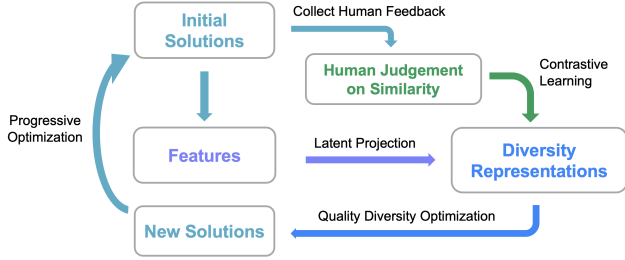 Initial
Solutions
Collect Human Feedback
Human Judgement
on Similarity
Contrastive
Learning
Progressive
Optimization
Features
Latent Projection
Diversity
Representations
New Solutions
Quality Diversity Optimization